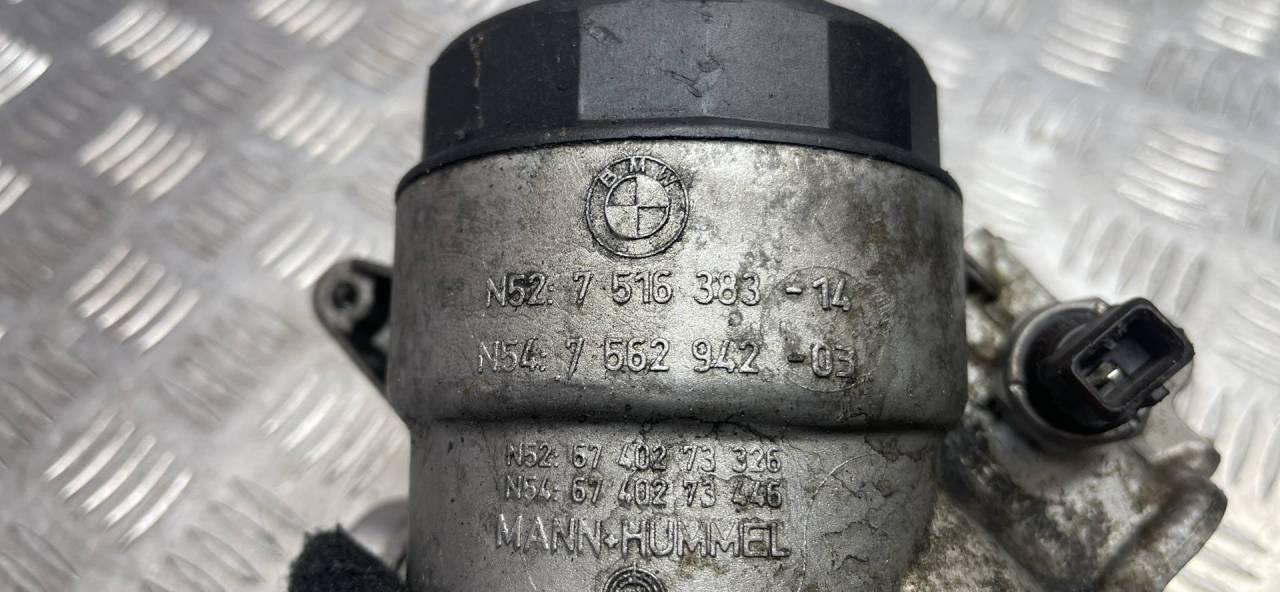 BMW
N52: 7 516 383 -14
N54: 7 562 942 -03
N52: 67 402 73 326
N54: 67 402 73 446
MANN+HUMMEL